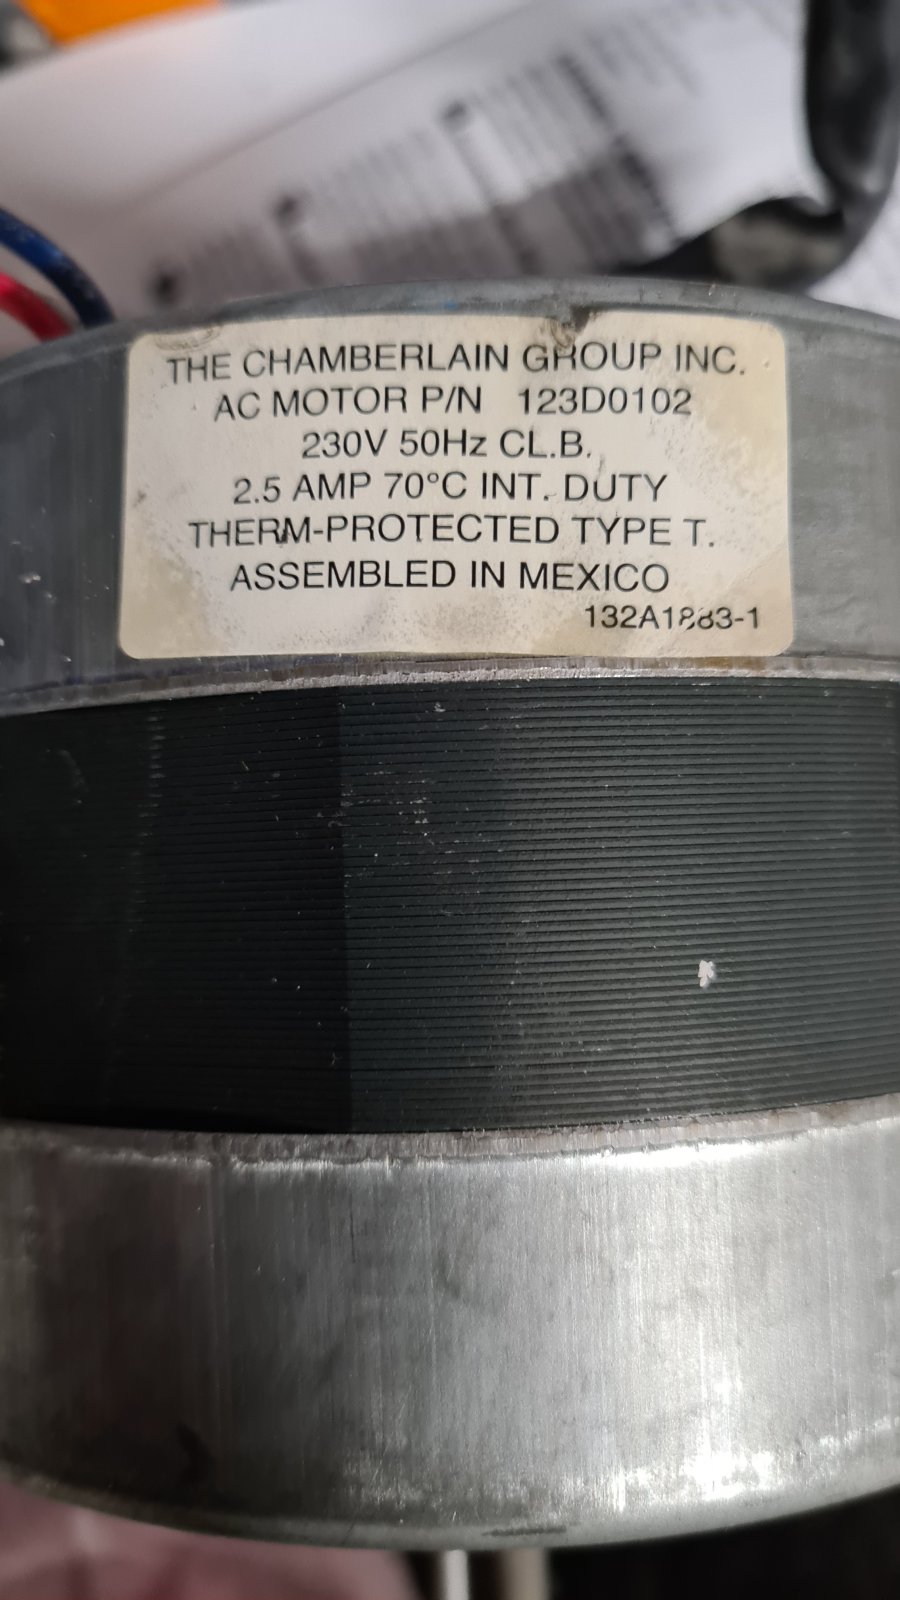 THE CHAMBERLAIN GROUP INC.
AC MOTOR P/N 123D0102
230V 50Hz CL.B.
2.5 AMP 70°C INT. DUTY
THERM-PROTECTED TYPE T.
ASSEMBLED IN MEXICO
132A1883-1